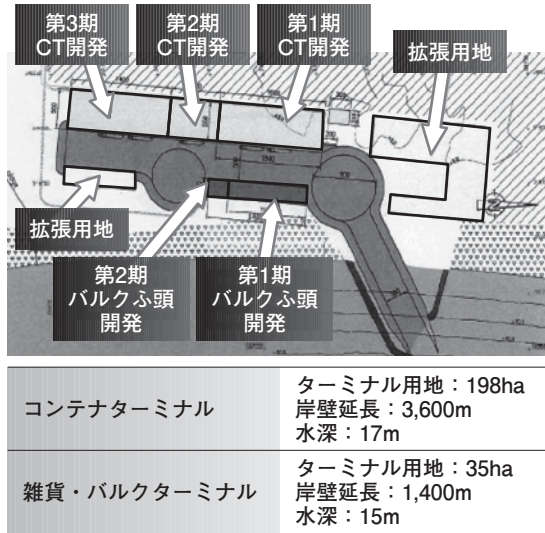 第3期
CT開発
第2期
CT開発
第1期
CT開発
拡張用地
拡張用地
第2期
バルクふ頭
開発
第1期
バルクふ頭
開発
コンテナターミナル
ターミナル用地：198ha
岸壁延長：3,600m
水深：17m
雑貨・バルクターミナル
ターミナル用地：35ha
岸壁延長：1,400m
水深：15m